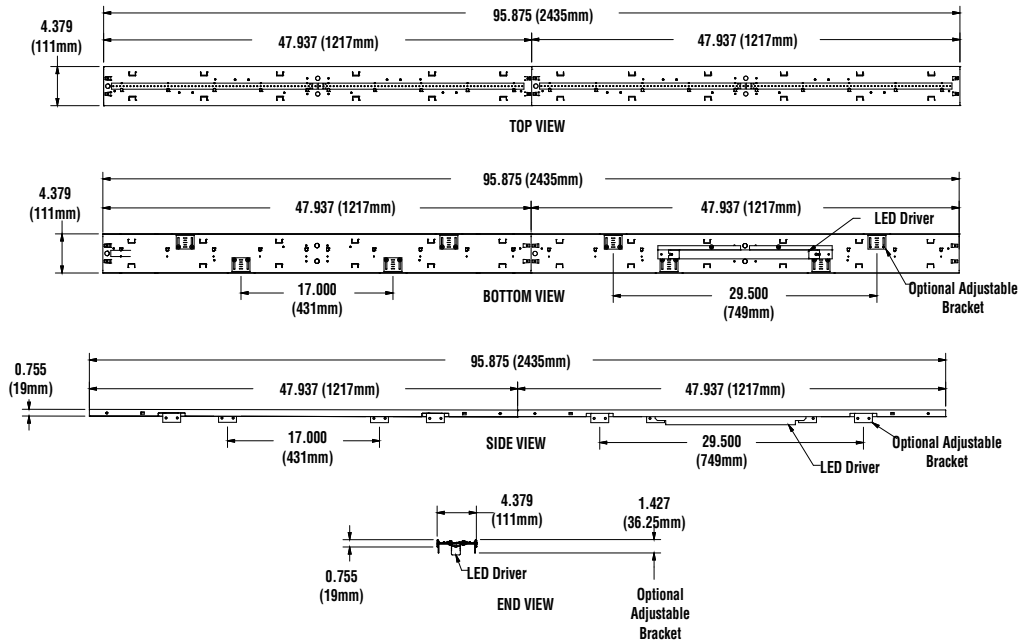 95.875 (2435mm)
4.379
(111mm)
47.937 (1217mm)
47.937 (1217mm)
TOP VIEW
95.875 (2435mm)
4.379
(111mm)
47.937 (1217mm)
47.937 (1217mm)
LED Driver
17.000
(431mm)
BOTTOM VIEW
29.500
(749mm)
Optional Adjustable
Bracket
95.875 (2435mm)
0.755
(19mm)
47.937 (1217mm)
47.937 (1217mm)
17.000
(431mm)
SIDE VIEW
29.500
(749mm)
LED Driver
Optional Adjustable
Bracket
4.379
(111mm)
1.427
(36.25mm)
0.755
(19mm)
LED Driver
END VIEW
Optional
Adjustable
Bracket